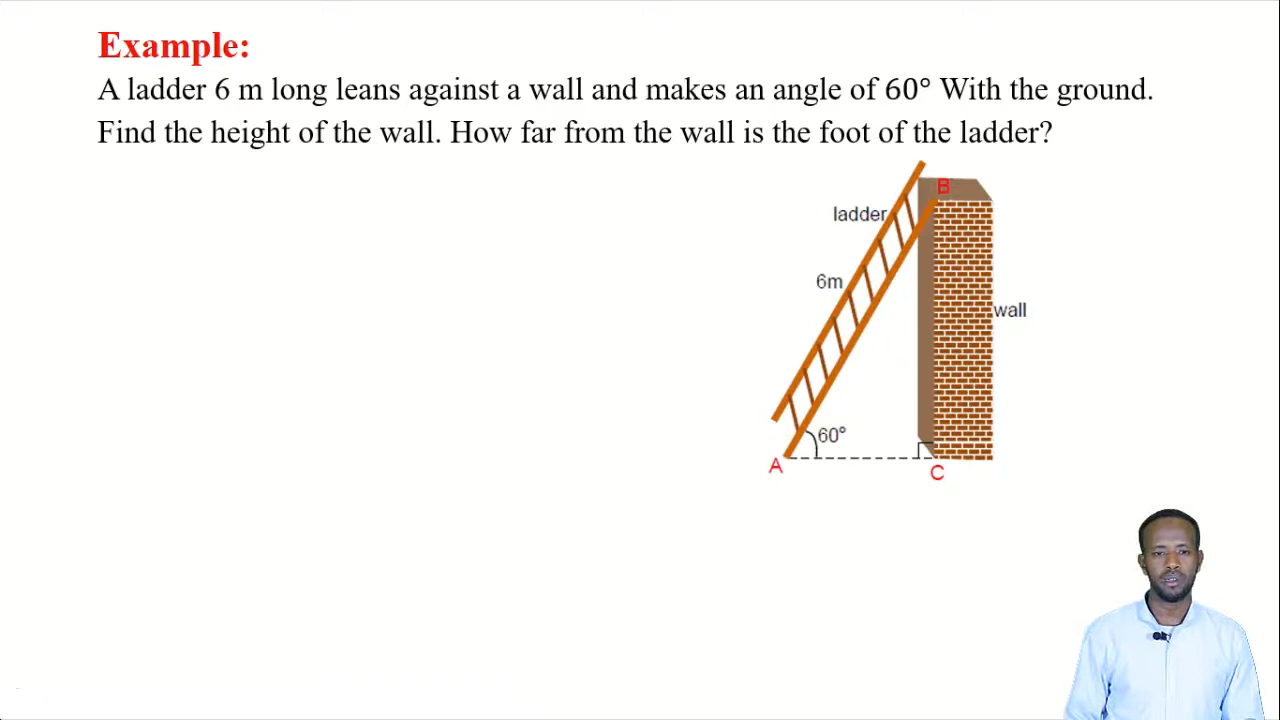 Example:
A ladder 6 m long leans against a wall and makes an angle of 60° With the ground.
Find the height of the wall. How far from the wall is the foot of the ladder?
B
ladder
6m
wall
60°
A
C